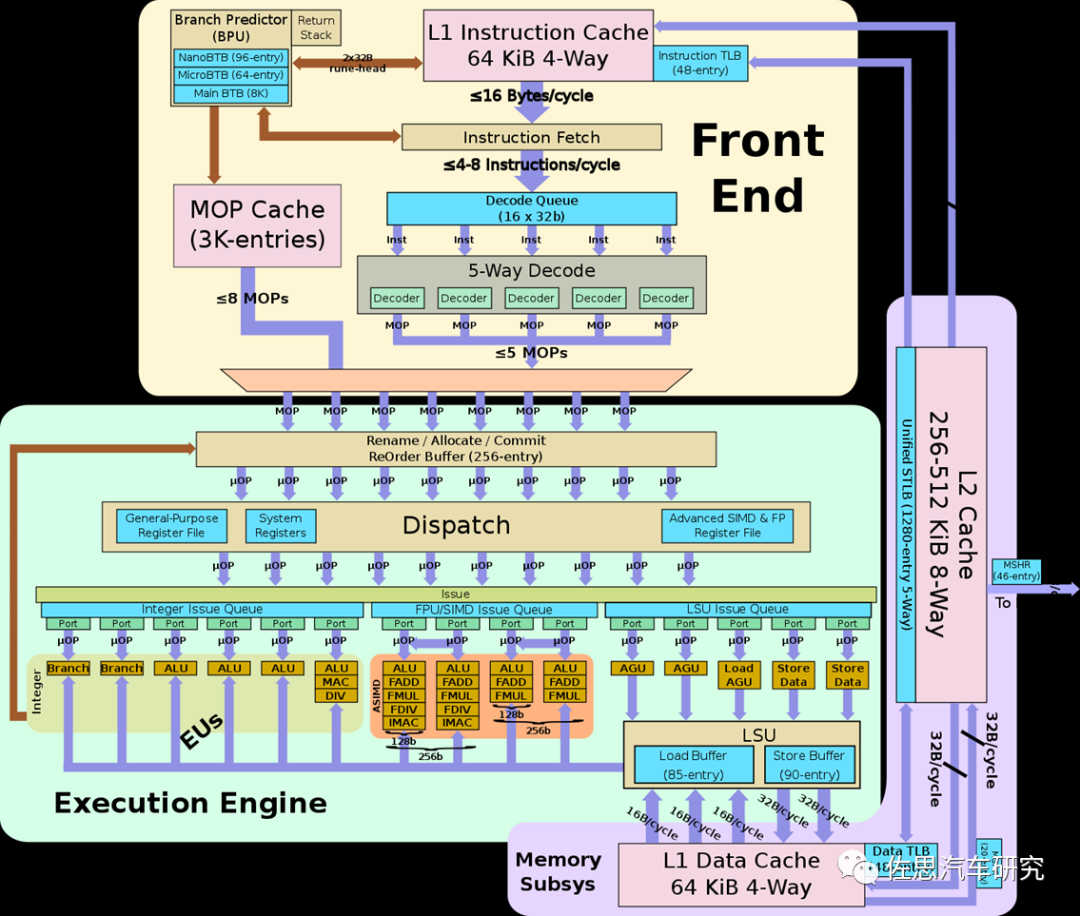 Branch Predictor
(BPU)
Return
Stack
NanoBTB (96-entry)
MicroBTB (64-entry)
Main BTB (8K)
2x32B
rune-head
L1 Instruction Cache
64 KiB 4-Way
Instruction TLB
(48-entry)
≤16 Bytes/cycle
Instruction Fetch
≤4-8 Instructions/cycle
Front
End
Decode Queue
(16 x 32b)
Inst Inst Inst Inst Inst
MOP Cache
(3K-entries)
5-Way Decode
Decoder Decoder Decoder Decoder Decoder
≤8 MOPs
MOP MOP MOP MOP MOP
≤5 MOPs
MOP MOP MOP MOP MOP MOP MOP MOP
Rename / Allocate / Commit
ReOrder Buffer (256-entry)
μOP μOP μOP μOP μOP μOP μOP μOP μOP μOP
Dispatch
General-Purpose
Register File
System
Registers
Advanced SIMD & FP
Register File
μOP μOP μOP μOP μOP μOP μOP μOP μOP μOP
Issue
Integer Issue Queue
FPU/SIMD Issue Queue
LSU Issue Queue
Port Port Port Port Port Port Port Port Port Port Port Port Port Port Port
μOP μOP μOP μOP μOP μOP μOP μOP μOP μOP μOP μOP μOP μOP μOP
Integer
Branch
Branch
ALU
ALU
ALU
ALU
MAC
DIV
EUs
ASIMD
ALU
FADD
FMUL
FDIV
IMAC
ALU
FADD
FMUL
FDIV
IMAC
ALU
FADD
FMUL
ALU
FADD
FMUL
128b
256b
128b
256b
AGU
AGU
Load
AGU
Store
Data
Store
Data
LSU
Load Buffer
(85-entry)
Store Buffer
(90-entry)
Execution Engine
16B/cycle
16B/cycle
16B/cycle
32B/cycle
32B/cycle
Memory
Subsys
L1 Data Cache
64 KiB 4-Way
Data TLB
Unified STLB (1280-entry 5-Way)
L2 Cache
256-512 KiB 8-Way
MSHR
(46-entry)
To
32B/cycle
32B/cycle
佐思汽车研究